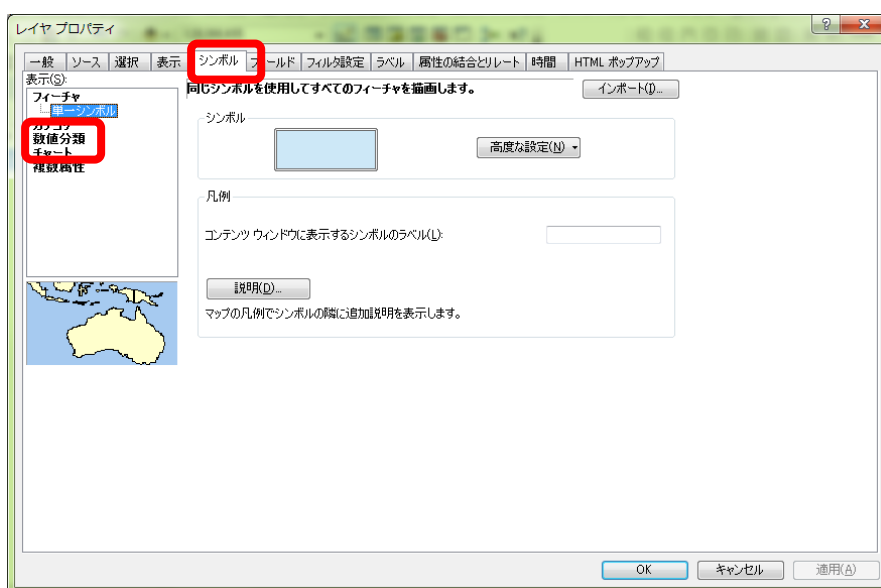 レイヤ プロパティ
一般 ソース 選択 表示 シンボル フィールド フィルタ設定 ラベル 属性の結合とリレート 時間 HTML ポップアップ
表示(S):
フィーチャ
単一シンボル
カテゴリ
数値分類
チャート
複数属性
同じシンボルを使用してすべてのフィーチャを描画します。
インポート(I)...
シンボル
高度な設定(N)
凡例
コンテンツ ウィンドウに表示するシンボルのラベル(L):
説明(D)...
マップの凡例でシンボルの隣に追加説明を表示します。
OK キャンセル 適用(A)